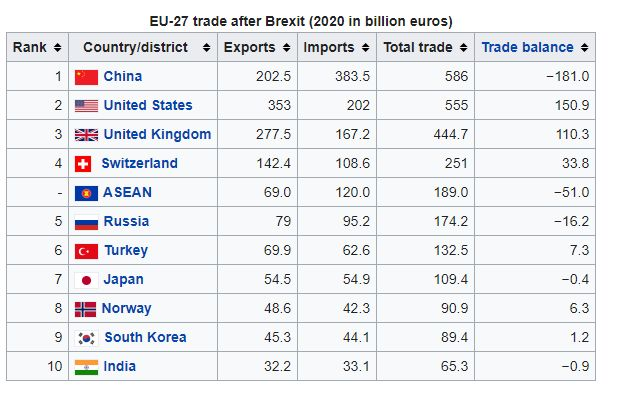 EU-27 trade after Brexit (2020 in billion euros)
Rank Country/district Exports Imports Total trade Trade balance
1 China 202.5 383.5 586 −181.0
2 United States 353 202 555 150.9
3 United Kingdom 277.5 167.2 444.7 110.3
4 Switzerland 142.4 108.6 251 33.8
- ASEAN 69.0 120.0 189.0 −51.0
5 Russia 79 95.2 174.2 −16.2
6 Turkey 69.9 62.6 132.5 7.3
7 Japan 54.5 54.9 109.4 −0.4
8 Norway 48.6 42.3 90.9 6.3
9 South Korea 45.3 44.1 89.4 1.2
10 India 32.2 33.1 65.3 −0.9